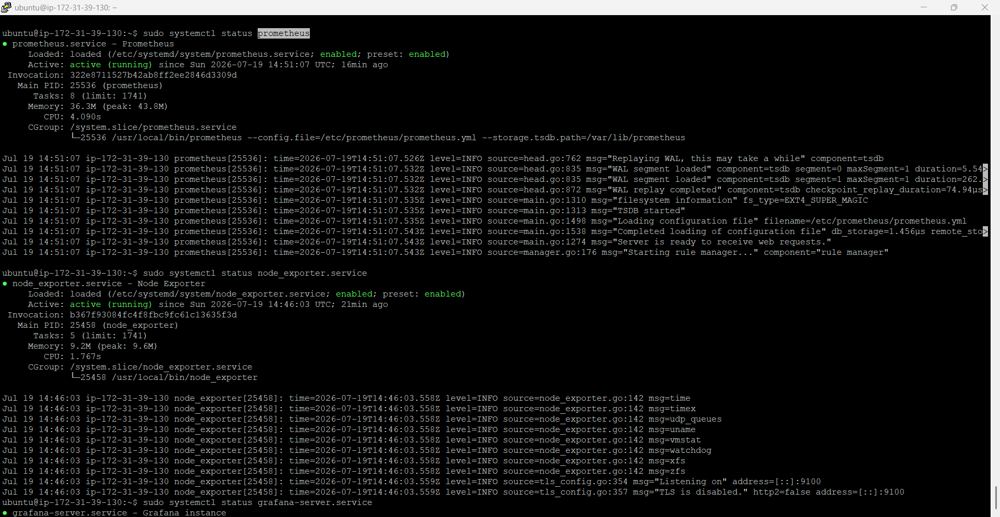 ubuntu@ip-172-31-39-130: ~
ubuntu@ip-172-31-39-130:~$ sudo systemctl status prometheus
● prometheus.service - Prometheus
     Loaded: loaded (/etc/systemd/system/prometheus.service; enabled; preset: enabled)
     Active: active (running) since Sun 2026-07-19 14:51:07 UTC; 16min ago
 Invocation: 322e8711527b42ab8ff2ee2846d3309d
   Main PID: 25536 (prometheus)
      Tasks: 8 (limit: 1741)
     Memory: 36.3M (peak: 43.8M)
        CPU: 4.090s
     CGroup: /system.slice/prometheus.service
             └─25536 /usr/local/bin/prometheus --config.file=/etc/prometheus/prometheus.yml --storage.tsdb.path=/var/lib/prometheus
Jul 19 14:51:07 ip-172-31-39-130 prometheus[25536]: time=2026-07-19T14:51:07.526Z level=INFO source=head.go:762 msg="Replaying WAL, this may take a while" component=tsdb
Jul 19 14:51:07 ip-172-31-39-130 prometheus[25536]: time=2026-07-19T14:51:07.532Z level=INFO source=head.go:835 msg="WAL segment loaded" component=tsdb segment=0 maxSegment=1 duration=5.54>
Jul 19 14:51:07 ip-172-31-39-130 prometheus[25536]: time=2026-07-19T14:51:07.532Z level=INFO source=head.go:835 msg="WAL segment loaded" component=tsdb segment=1 maxSegment=1 duration=262.>
Jul 19 14:51:07 ip-172-31-39-130 prometheus[25536]: time=2026-07-19T14:51:07.532Z level=INFO source=head.go:872 msg="WAL replay completed" component=tsdb checkpoint_replay_duration=74.94µs>
Jul 19 14:51:07 ip-172-31-39-130 prometheus[25536]: time=2026-07-19T14:51:07.535Z level=INFO source=main.go:1310 msg="filesystem information" fs_type=EXT4_SUPER_MAGIC
Jul 19 14:51:07 ip-172-31-39-130 prometheus[25536]: time=2026-07-19T14:51:07.535Z level=INFO source=main.go:1313 msg="TSDB started"
Jul 19 14:51:07 ip-172-31-39-130 prometheus[25536]: time=2026-07-19T14:51:07.535Z level=INFO source=main.go:1498 msg="Loading configuration file" filename=/etc/prometheus/prometheus.yml
Jul 19 14:51:07 ip-172-31-39-130 prometheus[25536]: time=2026-07-19T14:51:07.543Z level=INFO source=main.go:1538 msg="Completed loading of configuration file" db_storage=1.456µs remote_sto>
Jul 19 14:51:07 ip-172-31-39-130 prometheus[25536]: time=2026-07-19T14:51:07.543Z level=INFO source=main.go:1274 msg="Server is ready to receive web requests."
Jul 19 14:51:07 ip-172-31-39-130 prometheus[25536]: time=2026-07-19T14:51:07.543Z level=INFO source=manager.go:176 msg="Starting rule manager..." component="rule manager"
ubuntu@ip-172-31-39-130:~$ sudo systemctl status node_exporter.service
● node_exporter.service - Node Exporter
     Loaded: loaded (/etc/systemd/system/node_exporter.service; enabled; preset: enabled)
     Active: active (running) since Sun 2026-07-19 14:46:03 UTC; 21min ago
 Invocation: b367f93084fc4f8fbc9fc61c13635f3d
   Main PID: 25458 (node_exporter)
      Tasks: 5 (limit: 1741)
     Memory: 9.2M (peak: 9.6M)
        CPU: 1.767s
     CGroup: /system.slice/node_exporter.service
             └─25458 /usr/local/bin/node_exporter
Jul 19 14:46:03 ip-172-31-39-130 node_exporter[25458]: time=2026-07-19T14:46:03.558Z level=INFO source=node_exporter.go:142 msg=time
Jul 19 14:46:03 ip-172-31-39-130 node_exporter[25458]: time=2026-07-19T14:46:03.558Z level=INFO source=node_exporter.go:142 msg=timex
Jul 19 14:46:03 ip-172-31-39-130 node_exporter[25458]: time=2026-07-19T14:46:03.558Z level=INFO source=node_exporter.go:142 msg=udp_queues
Jul 19 14:46:03 ip-172-31-39-130 node_exporter[25458]: time=2026-07-19T14:46:03.558Z level=INFO source=node_exporter.go:142 msg=uname
Jul 19 14:46:03 ip-172-31-39-130 node_exporter[25458]: time=2026-07-19T14:46:03.558Z level=INFO source=node_exporter.go:142 msg=vmstat
Jul 19 14:46:03 ip-172-31-39-130 node_exporter[25458]: time=2026-07-19T14:46:03.558Z level=INFO source=node_exporter.go:142 msg=watchdog
Jul 19 14:46:03 ip-172-31-39-130 node_exporter[25458]: time=2026-07-19T14:46:03.558Z level=INFO source=node_exporter.go:142 msg=xfs
Jul 19 14:46:03 ip-172-31-39-130 node_exporter[25458]: time=2026-07-19T14:46:03.558Z level=INFO source=node_exporter.go:142 msg=zfs
Jul 19 14:46:03 ip-172-31-39-130 node_exporter[25458]: time=2026-07-19T14:46:03.559Z level=INFO source=tls_config.go:354 msg="Listening on" address=[::]:9100
Jul 19 14:46:03 ip-172-31-39-130 node_exporter[25458]: time=2026-07-19T14:46:03.559Z level=INFO source=tls_config.go:357 msg="TLS is disabled." http2=false address=[::]:9100
ubuntu@ip-172-31-39-130:~$ sudo systemctl status grafana-server.service
● grafana-server.service - Grafana instance